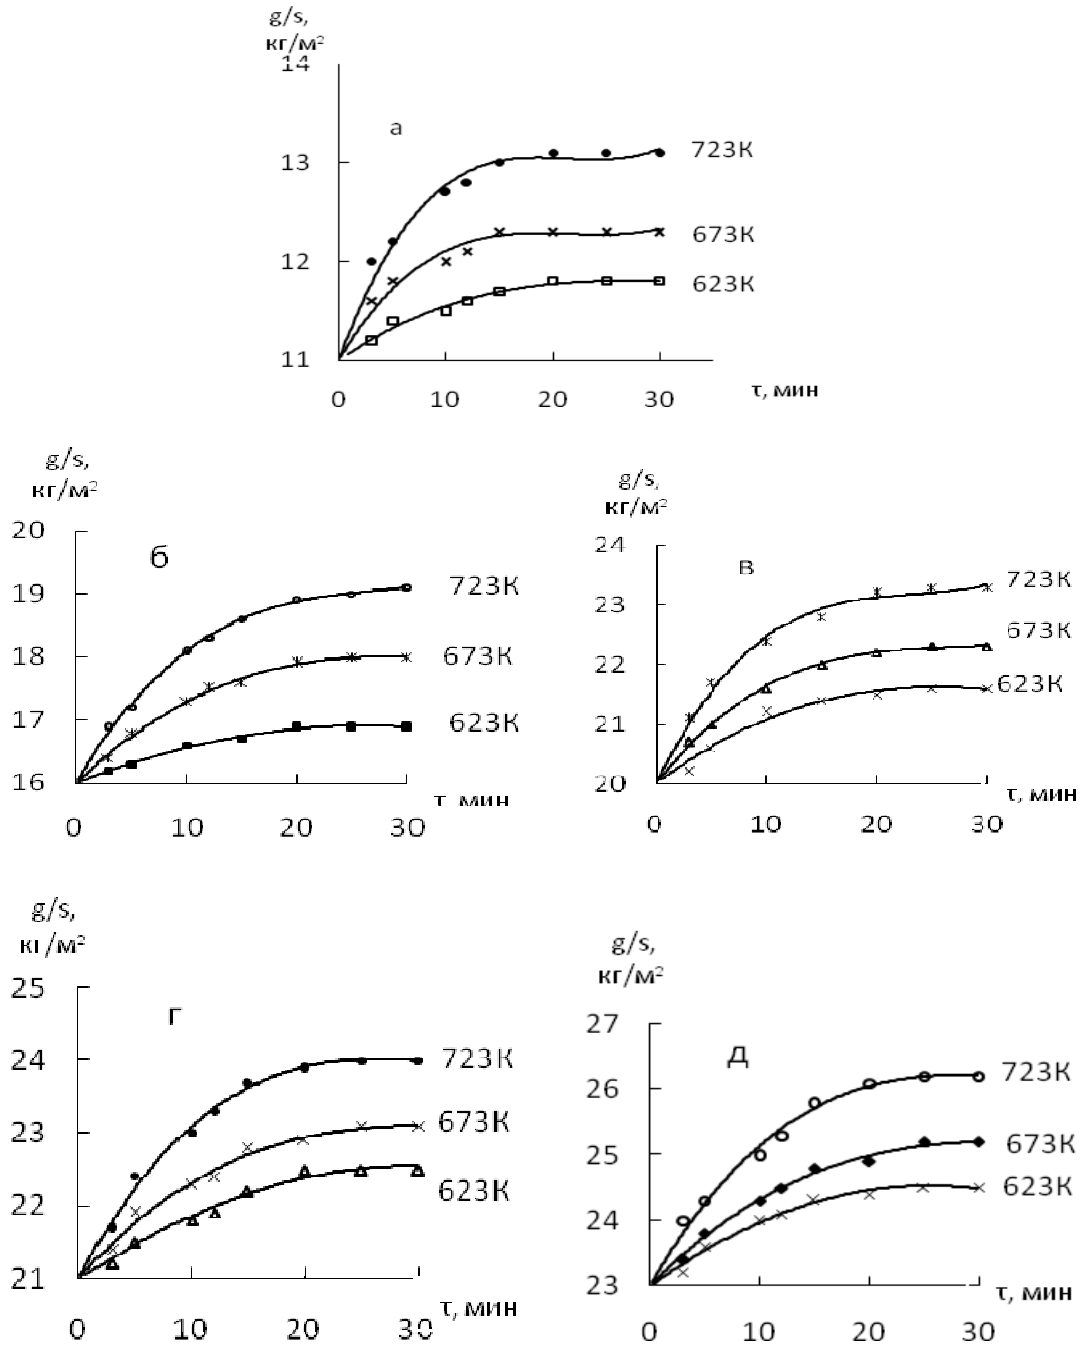 g/s,
кг/м²
14
а
13
723К
673К
12
623К
11
0 10 20 30
τ, мин
g/s,
кг/м²
20
б
19
723К
18
673К
17
623К
16
τ, мин
0 10 20 30
g/s,
кг/м²
24
в
723К
23
673К
22
623К
21
20
τ, мин
0 10 20 30
g/s,
кг/м²
25
г
24
723К
23
673К
22
623К
21
τ, мин
0 10 20 30
g/s,
кг/м²
27
д
26
723К
25
673К
24
623К
23
τ, мин
0 10 20 30